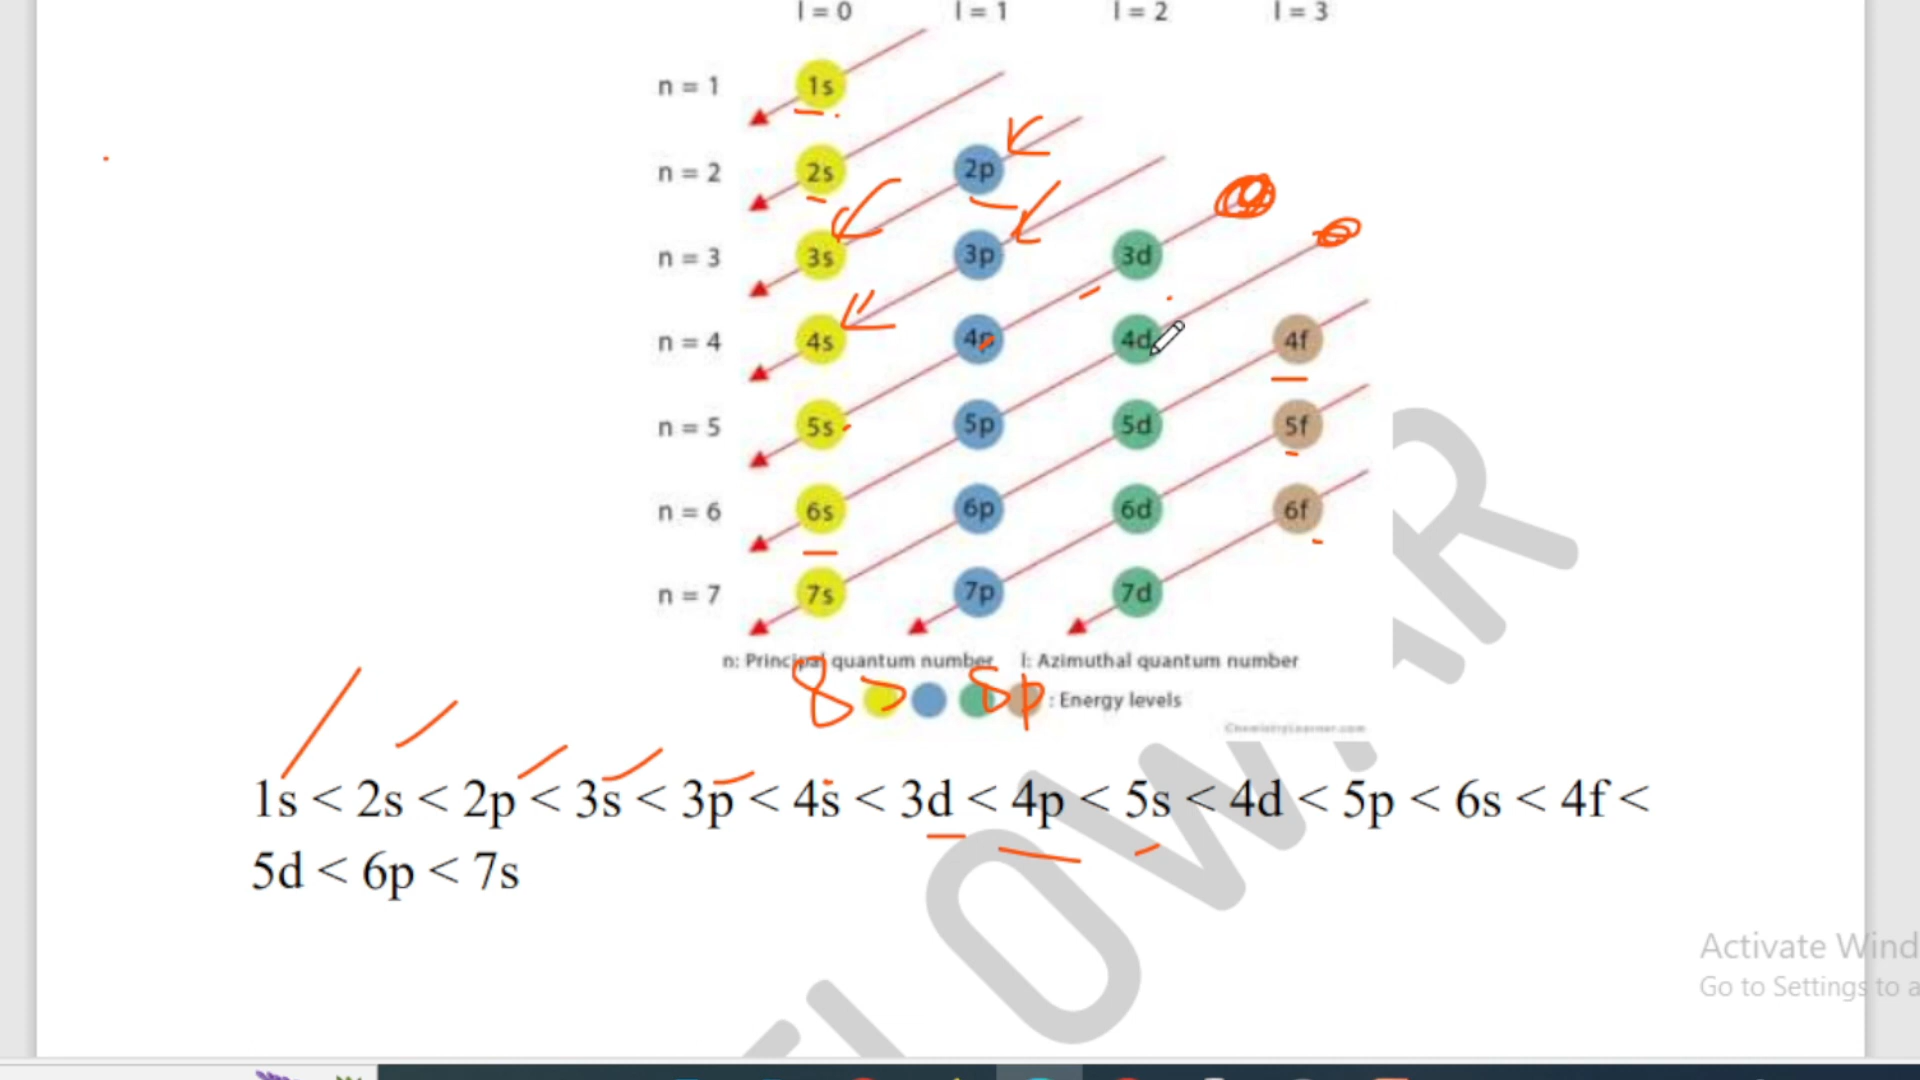 l = 0 l = 1 l = 2 l = 3
n = 1 1s
n = 2 2s 2p
n = 3 3s 3p 3d
n = 4 4s 4p 4d 4f
n = 5 5s 5p 5d 5f
n = 6 6s 6p 6d 6f
n = 7 7s 7p 7d
n: Principal quantum number l: Azimuthal quantum number
: Energy levels
ChemistryLearner.com
1s < 2s < 2p < 3s < 3p < 4s < 3d < 4p < 5s < 4d < 5p < 6s < 4f <
5d < 6p < 7s
Activate Wind
Go to Settings to a